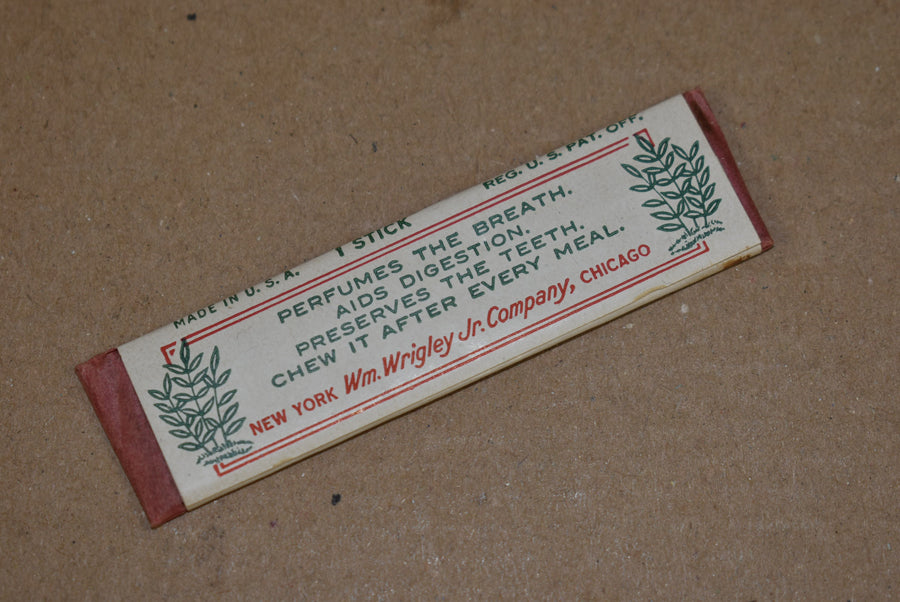 MADE IN U.S.A. 1 STICK REG. U.S. PAT. OFF.
PERFUMES THE BREATH.
AIDS DIGESTION.
PRESERVES THE TEETH.
CHEW IT AFTER EVERY MEAL.
NEW YORK Wm. Wrigley Jr. Company, CHICAGO